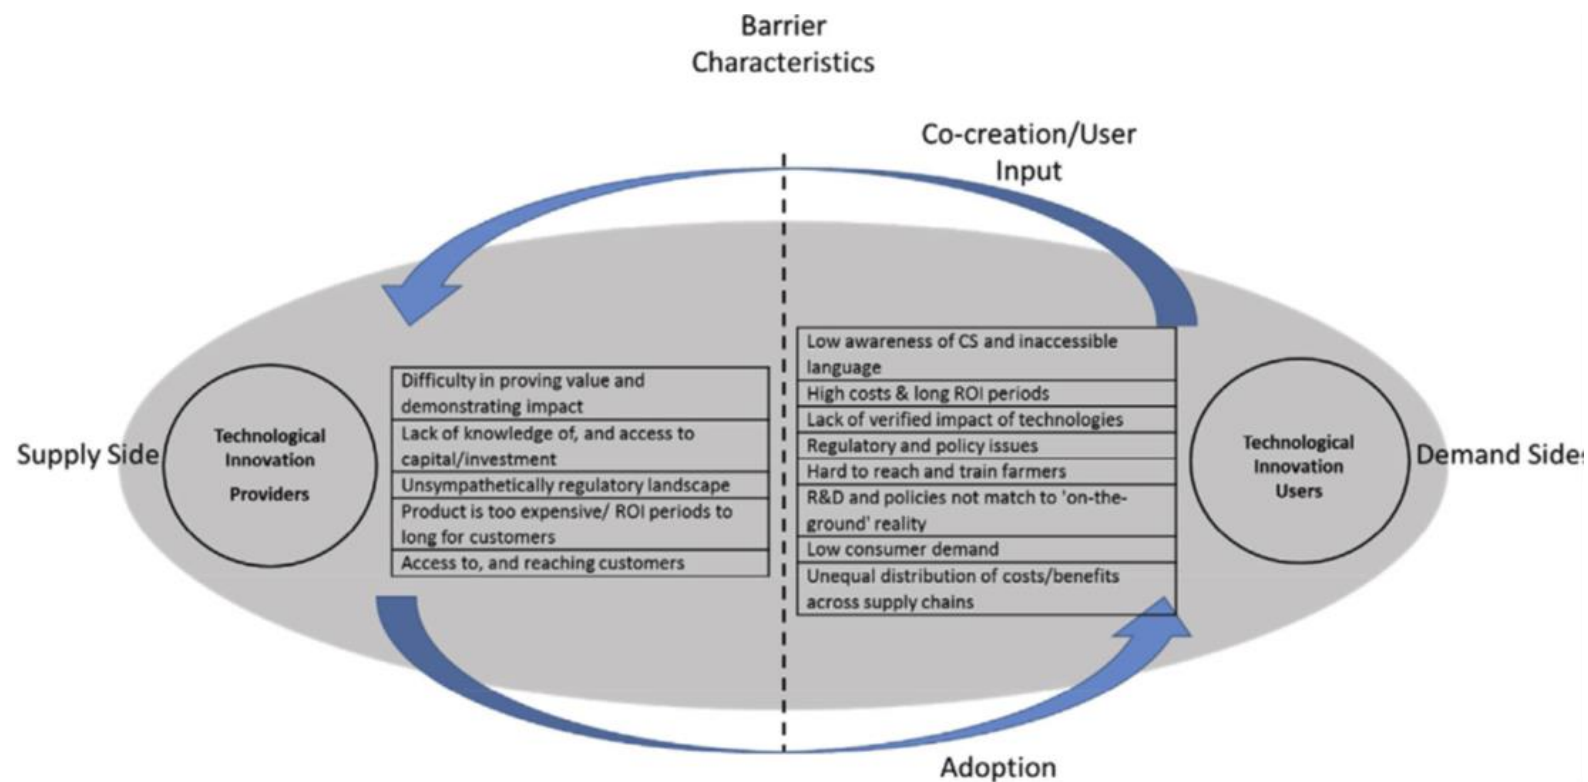 Barrier
Characteristics
Co-creation/User
Input
Supply Side
Technological
Innovation
Providers
Difficulty in proving value and
demonstrating impact
Lack of knowledge of, and access to
capital/investment
Unsympathetically regulatory landscape
Product is too expensive/ ROI periods to
long for customers
Access to, and reaching customers
Low awareness of CS and inaccessible
language
High costs & long ROI periods
Lack of verified impact of technologies
Regulatory and policy issues
Hard to reach and train farmers
R&D and policies not match to 'on-the-
ground' reality
Low consumer demand
Unequal distribution of costs/benefits
across supply chains
Technological
Innovation
Users
Demand Side
Adoption